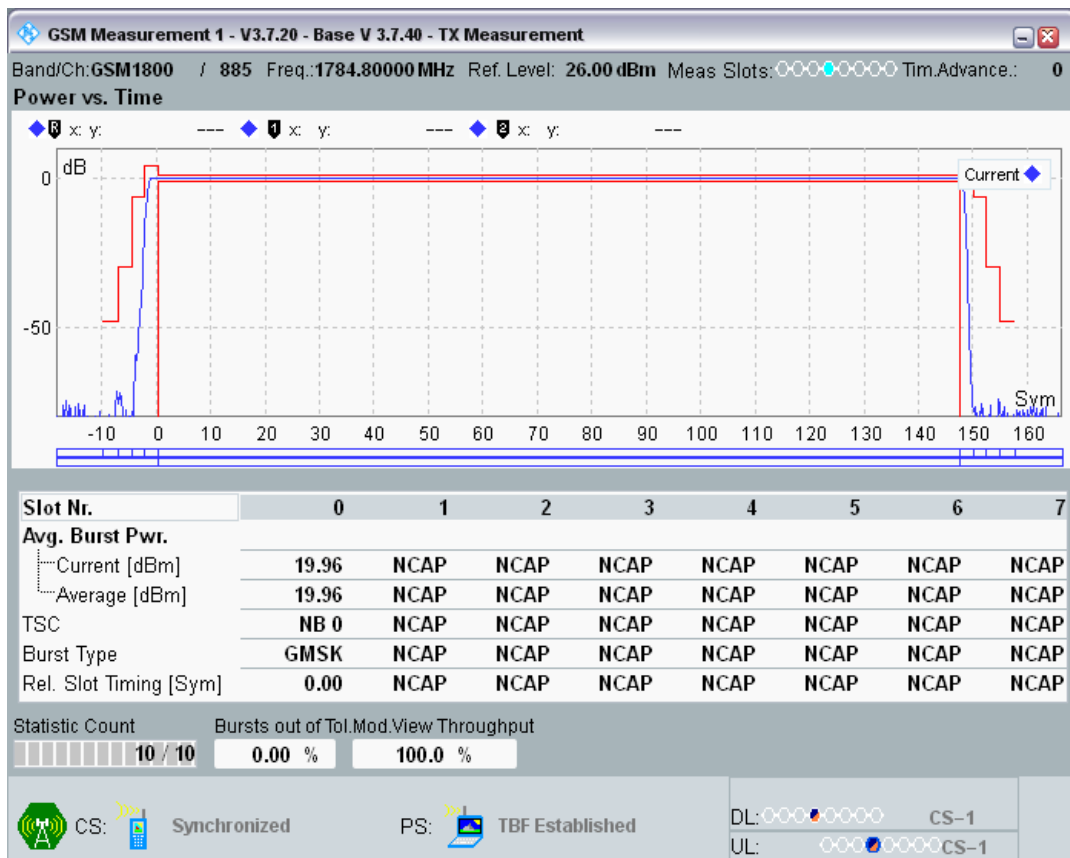 GSM Measurement 1 - V3.7.20 - Base V 3.7.40 - TX Measurement
Band/Ch:GSM1800 / 885 Freq.:1784.80000 MHz Ref. Level: 26.00 dBm Meas Slots: Tim.Advance.: 0
Power vs. Time
R x: y: --- 1 x: y: --- 2 x: y: ---
dB
Current
0
-50
Sym
-10 0 10 20 30 40 50 60 70 80 90 100 110 120 130 140 150 160
Slot Nr. 0 1 2 3 4 5 6 7
Avg. Burst Pwr.
Current [dBm] 19.96 NCAP NCAP NCAP NCAP NCAP NCAP NCAP
Average [dBm] 19.96 NCAP NCAP NCAP NCAP NCAP NCAP NCAP
TSC NB 0 NCAP NCAP NCAP NCAP NCAP NCAP NCAP
Burst Type GMSK NCAP NCAP NCAP NCAP NCAP NCAP NCAP
Rel. Slot Timing [Sym] 0.00 NCAP NCAP NCAP NCAP NCAP NCAP NCAP
Statistic Count Bursts out of Tol.Mod.View Throughput
10 / 10 0.00 % 100.0 %
CS: Synchronized PS: TBF Established
DL: CS-1
UL: CS-1